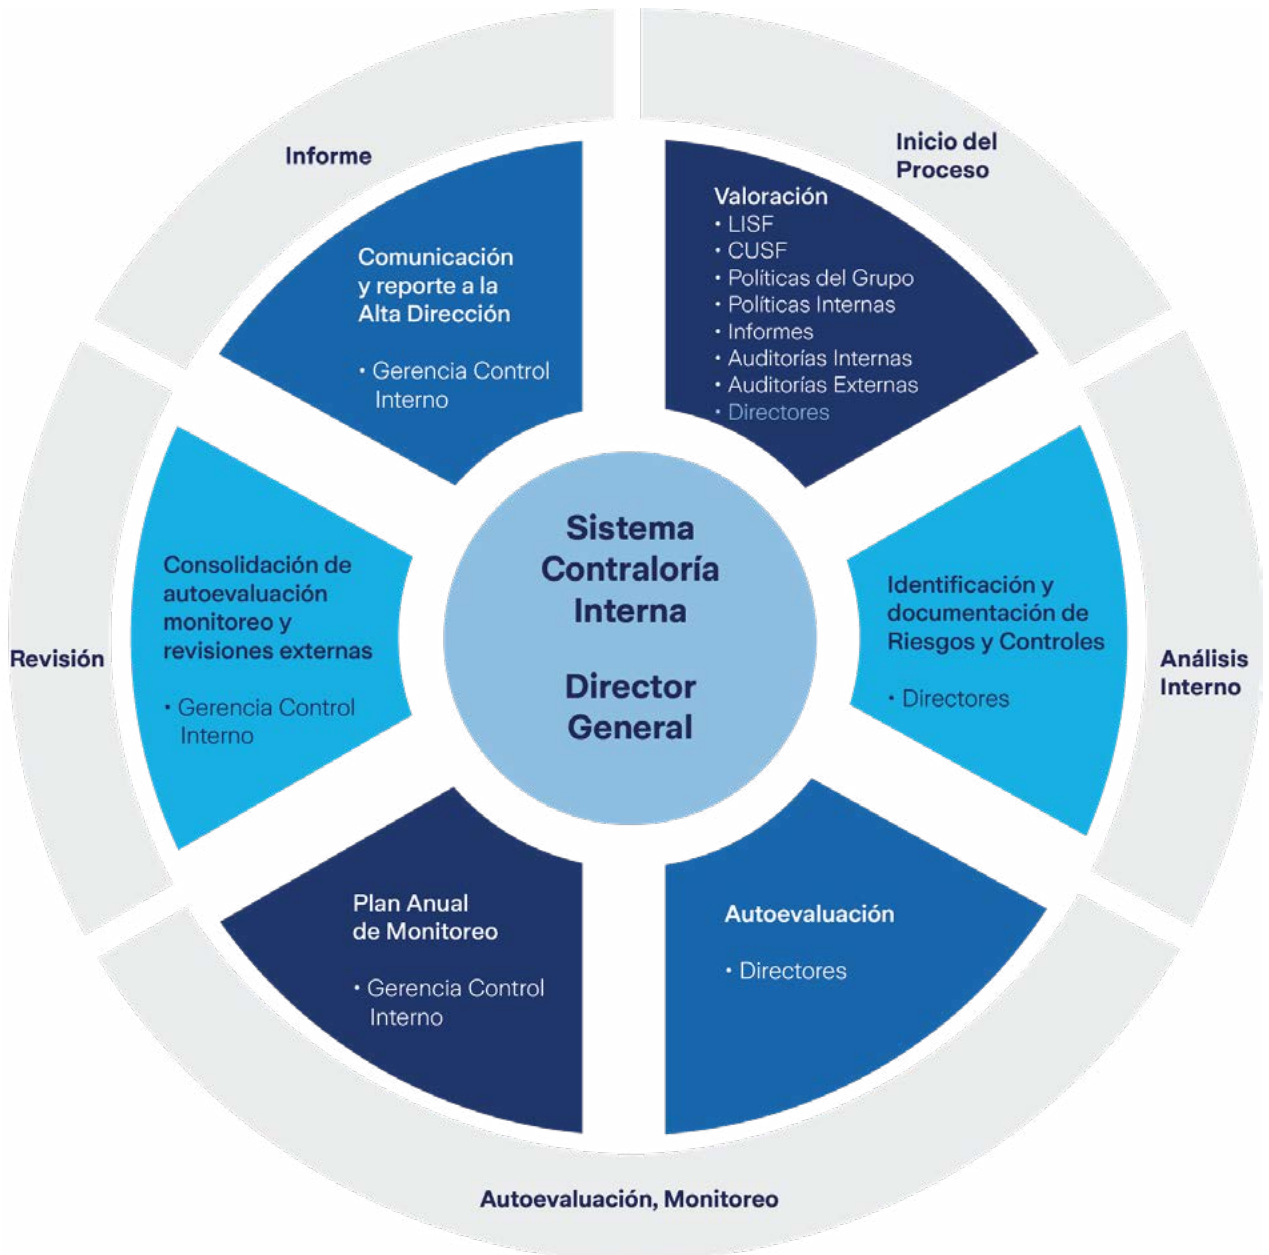 Inicio del
Proceso
Valoración
• LISF
• CUSF
• Políticas del Grupo
• Políticas Internas
• Informes
• Auditorías Internas
• Auditorías Externas
• Directores
Análisis
Interno
Identificación y
documentación de
Riesgos y Controles
• Directores
Autoevaluación, Monitoreo
Autoevaluación
• Directores
Plan Anual
de Monitoreo
• Gerencia Control
Interno
Revisión
Consolidación de
autoevaluación
monitoreo y
revisiones externas
• Gerencia Control
Interno
Informe
Comunicación
y reporte a la
Alta Dirección
• Gerencia Control
Interno
Sistema
Contraloría
Interna
Director
General